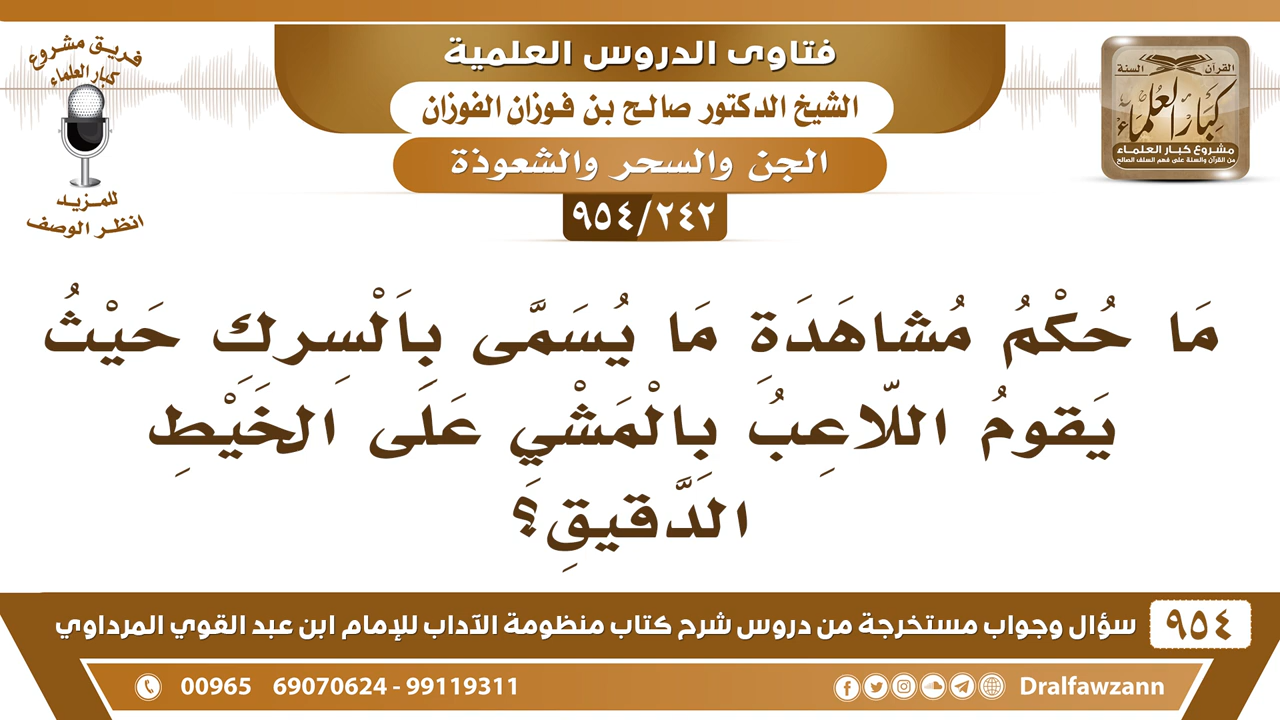 فتاوى الدروس العلمية
الشيخ الدكتور صالح بن فوزان الفوزان
الجن والسحر والشعوذة
٩٥٤/٢٤٢
فريق مشروع
كبار العلماء
للمزيد
انظر الوصف
القرآن السنة
كبار العلماء
مشروع كبار العلماء
من القرآن والسنة على فهم السلف الصالح
مَا حُكْمُ مُشاهَدَةِ مَا يُسَمَّى بِاَلْسِركِ حَيْثُ
يَقومُ اللّاعِبُ بِالْمَشْيِ عَلَى الخَيْطِ
الدَّقيقِ؟
٩٥٤ سؤال وجواب مستخرجة من دروس شرح كتاب منظومة الآداب للإمام ابن عبد القوي المرداوي
00965 69070624 - 99119311
Dralfawzann